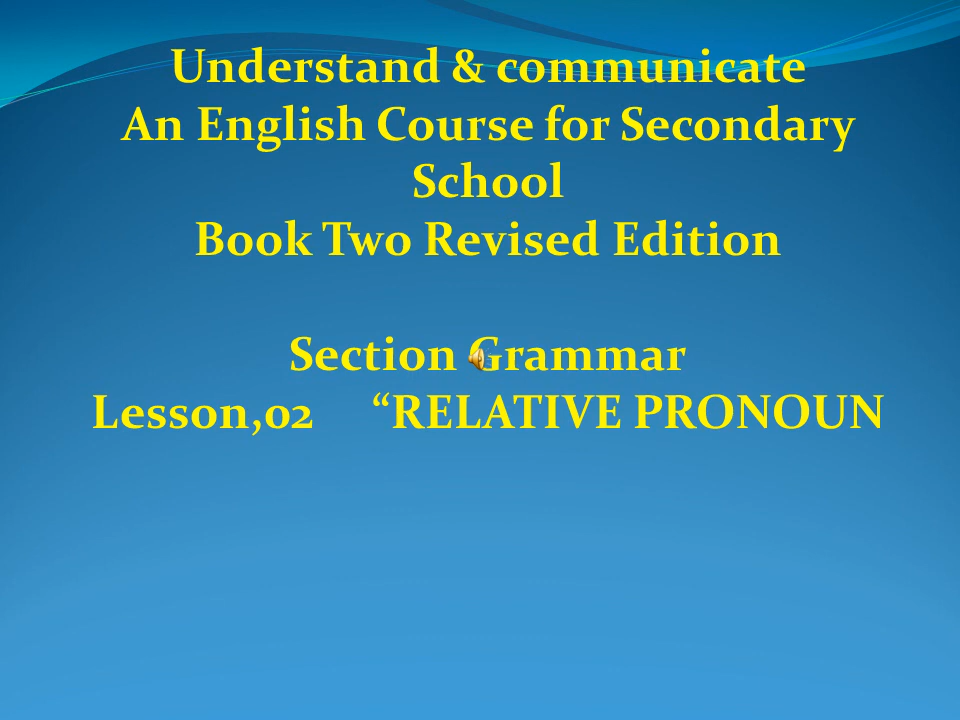 Understand & communicate
An English Course for Secondary
School
Book Two Revised Edition
Section Grammar
Lesson,02 “RELATIVE PRONOUN